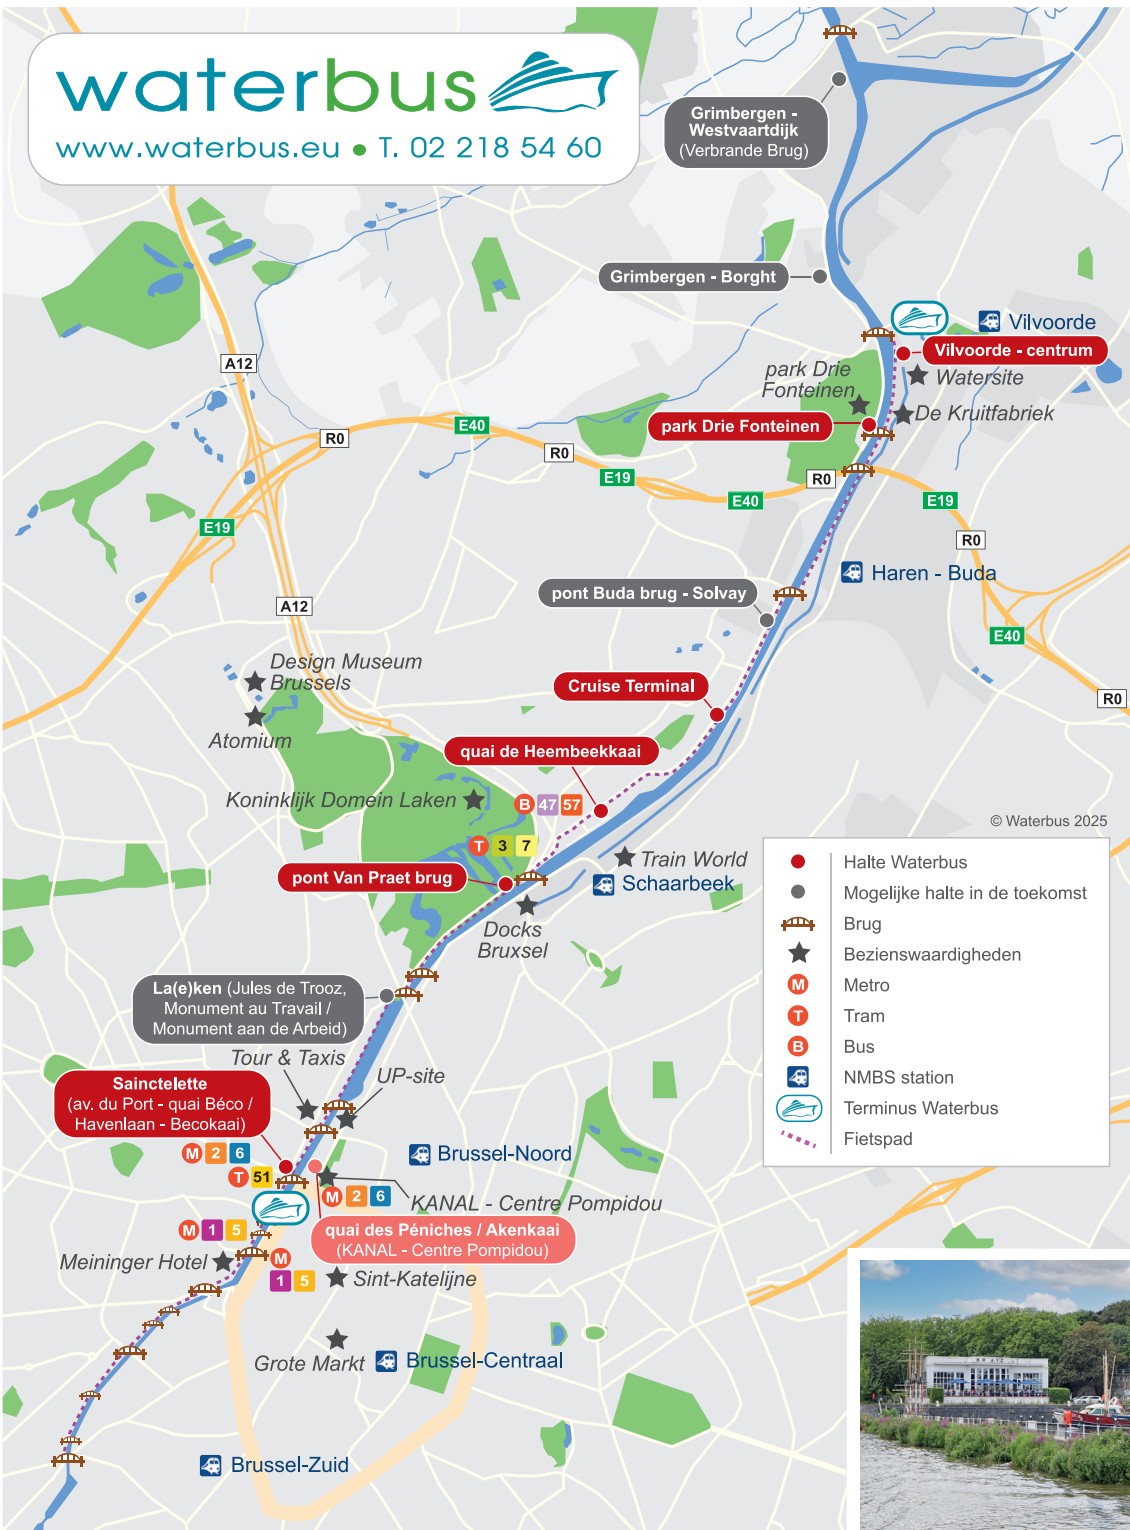 waterbus
www.waterbus.eu • T. 02 218 54 60
Grimbergen -
Westvaartdijk
(Verbrande Brug)
Grimbergen - Borght
Vilvoorde
Vilvoorde - centrum
A12
park Drie
Fonteinen
Watersite
De Kruitfabriek
park Drie Fonteinen
E40
R0
R0
E19
R0
E40
E19
E19
R0
Haren - Buda
pont Buda brug - Solvay
A12
E40
Design Museum
Brussels
Cruise Terminal
R0
Atomium
quai de Heembeekkaai
Koninklijk Domein Laken
B 47 57
© Waterbus 2025
T 3 7
Train World
Schaarbeek
pont Van Praet brug
Docks
Bruxsel
Halte Waterbus
Mogelijke halte in de toekomst
Brug
Bezienswaardigheden
M Metro
T Tram
B Bus
NMBS station
Terminus Waterbus
Fietspad
La(e)ken (Jules de Trooz,
Monument au Travail /
Monument aan de Arbeid)
Tour & Taxis
UP-site
Sainctelette
(av. du Port - quai Béco /
Havenlaan - Becokaai)
M 2 6
T 51
Brussel-Noord
M 2 6
KANAL - Centre Pompidou
quai des Péniches / Akenkaai
(KANAL - Centre Pompidou)
M 1 5
Meininger Hotel
M
1 5
Sint-Katelijne
Grote Markt
Brussel-Centraal
Brussel-Zuid